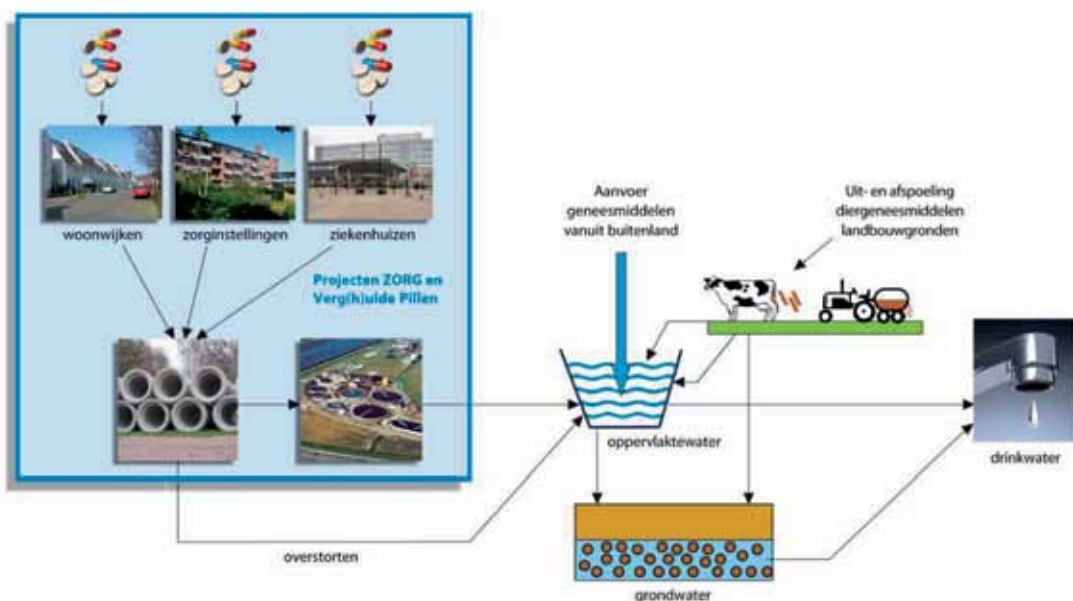 woonwijken
zorginstellingen
ziekenhuizen
Projecten ZORG en
Verg(h)ulde Pillen
Aanvoer
geneesmiddelen
vanuit buitenland
Uit- en afspoeling
diergeneesmiddelen
landbouwgronden
oppervlaktewater
drinkwater
overstorten
grondwater